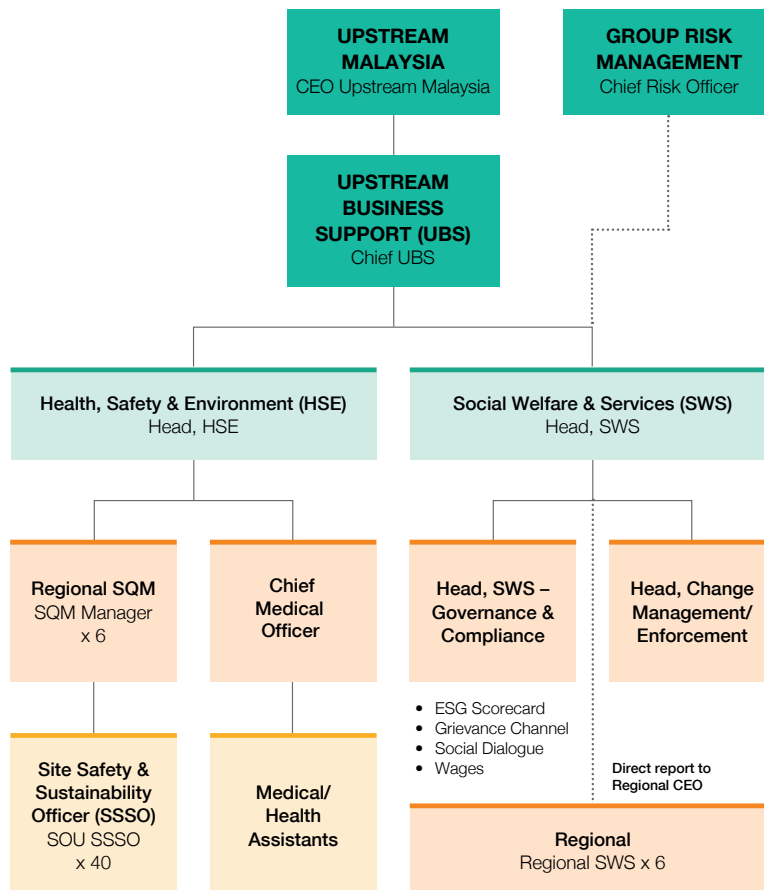 UPSTREAM
MALAYSIA
CEO Upstream Malaysia
GROUP RISK
MANAGEMENT
Chief Risk Officer
UPSTREAM
BUSINESS
SUPPORT (UBS)
Chief UBS
Health, Safety & Environment (HSE)
Head, HSE
Social Welfare & Services (SWS)
Head, SWS
Regional SQM
SQM Manager
x 6
Chief
Medical
Officer
Head, SWS –
Governance &
Compliance
Head, Change
Management/
Enforcement
• ESG Scorecard
• Grievance Channel
• Social Dialogue
• Wages
Site Safety &
Sustainability
Officer (SSSO)
SOU SSSO
x 40
Medical/
Health
Assistants
Direct report to
Regional CEO
Regional
Regional SWS x 6